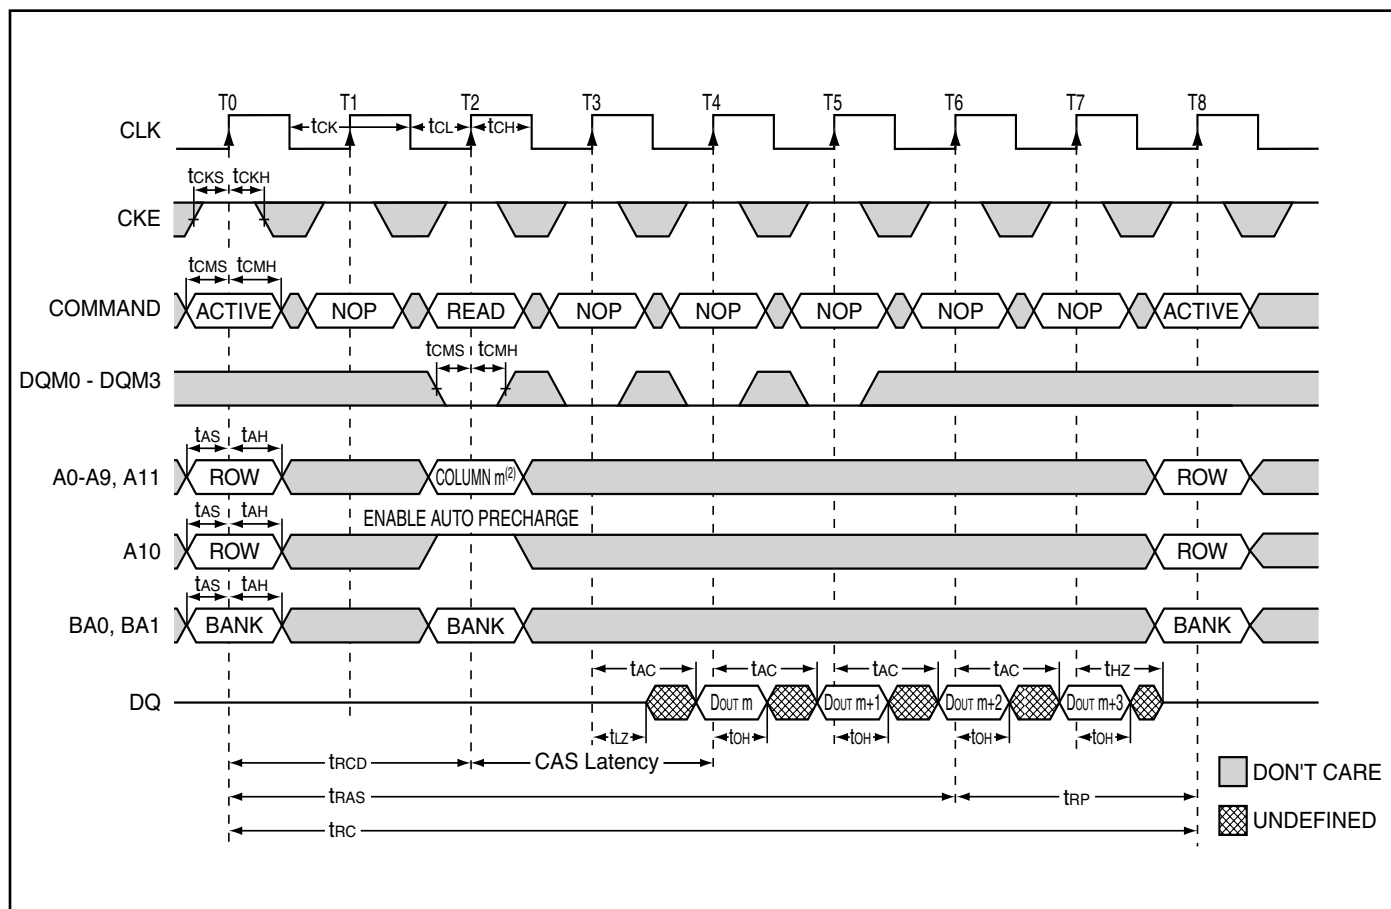 T0 T1 T2 T3 T4 T5 T6 T7 T8
CLK tCK tCL tCH
tCKS tCKH
CKE
tCMS tCMH
COMMAND ACTIVE NOP READ NOP NOP NOP NOP NOP ACTIVE
tCMS tCMH
DQM0 - DQM3
tAS tAH
A0-A9, A11 ROW COLUMN m(2) ROW
tAS tAH ENABLE AUTO PRECHARGE
A10 ROW ROW
tAS tAH
BA0, BA1 BANK BANK BANK
tAC tAC tAC tAC tHZ
DQ DOUT m DOUT m+1 DOUT m+2 DOUT m+3
tLZ tOH tOH tOH tOH
tRCD CAS Latency
DON'T CARE
tRAS tRP
UNDEFINED
tRC